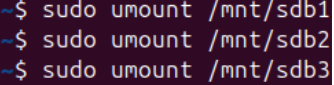 ~$ sudo umount /mnt/sdb1
~$ sudo umount /mnt/sdb2
~$ sudo umount /mnt/sdb3